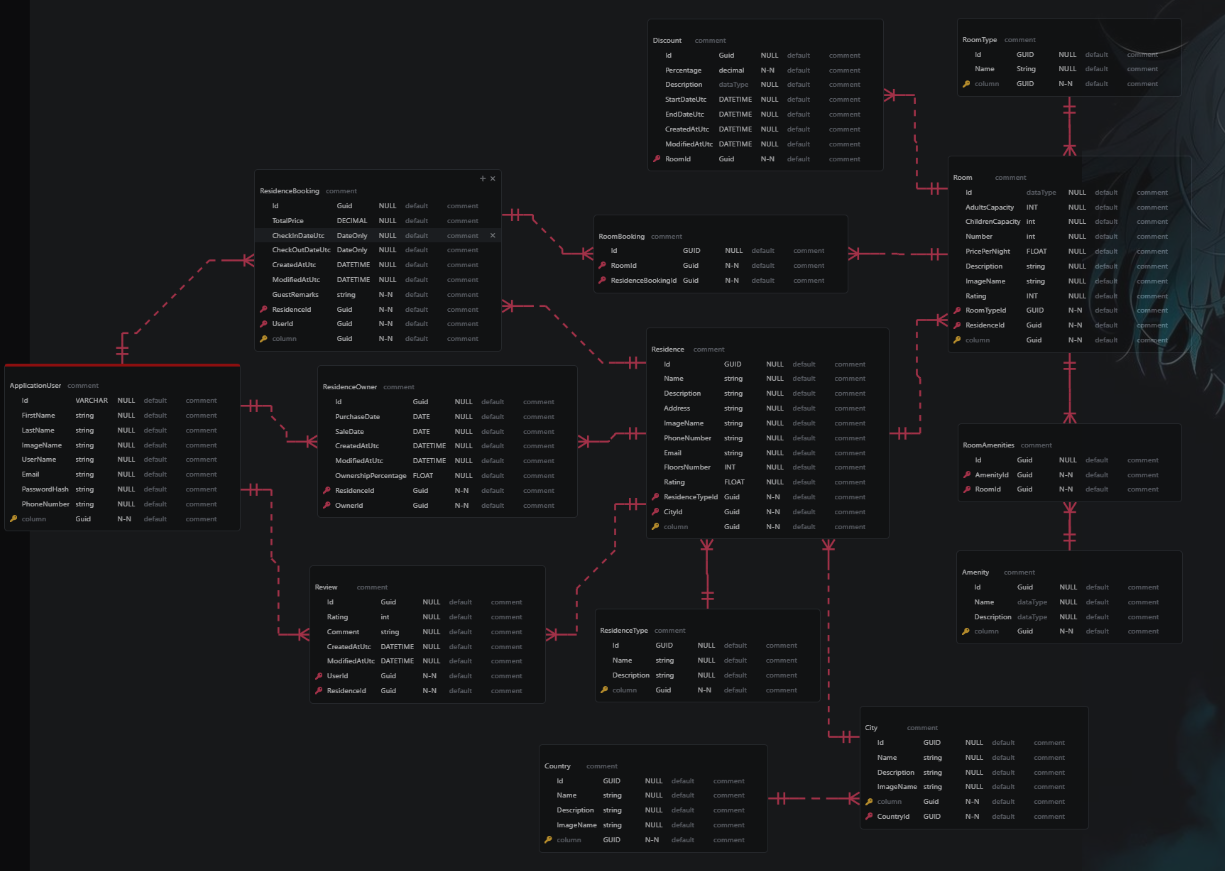 Discount comment
Id Guid NULL default comment
Percentage decimal N-N default comment
Description dataType NULL default comment
StartDateUtc DATETIME NULL default comment
EndDateUtc DATETIME NULL default comment
CreatedAtUtc DATETIME NULL default comment
ModifiedAtUtc DATETIME NULL default comment
RoomId Guid N-N default comment
RoomType comment
Id GUID NULL default comment
Name String NULL default comment
column GUID N-N default comment
Room comment
Id dataType NULL default comment
AdultsCapacity INT NULL default comment
ChildrenCapacity int NULL default comment
Number int NULL default comment
PricePerNight FLOAT NULL default comment
Description string NULL default comment
ImageName string NULL default comment
Rating INT NULL default comment
RoomTypeId GUID N-N default comment
ResidenceId Guid N-N default comment
column Guid N-N default comment
ResidenceBooking comment
Id Guid NULL default comment
TotalPrice DECIMAL NULL default comment
CheckInDateUtc DateOnly NULL default comment
CheckOutDateUtc DateOnly NULL default comment
CreatedAtUtc DATETIME NULL default comment
ModifiedAtUtc DATETIME NULL default comment
GuestRemarks string N-N default comment
ResidenceId Guid N-N default comment
UserId Guid N-N default comment
column Guid N-N default comment
RoomBooking comment
Id GUID NULL default comment
RoomId Guid N-N default comment
ResidenceBookingId Guid N-N default comment
Residence comment
Id GUID NULL default comment
Name string NULL default comment
Description string NULL default comment
Address string NULL default comment
ImageName string NULL default comment
PhoneNumber string NULL default comment
Email string NULL default comment
FloorsNumber INT NULL default comment
Rating FLOAT NULL default comment
ResidenceTypeId Guid N-N default comment
CityId Guid N-N default comment
column Guid N-N default comment
ApplicationUser comment
Id VARCHAR NULL default comment
FirstName string NULL default comment
LastName string NULL default comment
ImageName string NULL default comment
UserName string NULL default comment
Email string NULL default comment
PasswordHash string NULL default comment
PhoneNumber string NULL default comment
column Guid N-N default comment
ResidenceOwner comment
Id Guid NULL default comment
PurchaseDate DATE NULL default comment
SaleDate DATE NULL default comment
CreatedAtUtc DATETIME NULL default comment
ModifiedAtUtc DATETIME NULL default comment
OwnershipPercentage FLOAT NULL default comment
ResidenceId Guid N-N default comment
OwnerId Guid N-N default comment
RoomAmenities comment
Id Guid NULL default comment
AmenityId Guid N-N default comment
RoomId Guid N-N default comment
Amenity comment
Id Guid NULL default comment
Name dataType NULL default comment
Description dataType NULL default comment
column Guid N-N default comment
Review comment
Id Guid NULL default comment
Rating int NULL default comment
Comment string NULL default comment
CreatedAtUtc DATETIME NULL default comment
ModifiedAtUtc DATETIME NULL default comment
UserId Guid N-N default comment
ResidenceId Guid N-N default comment
ResidenceType comment
Id GUID NULL default comment
Name string NULL default comment
Description string NULL default comment
column Guid N-N default comment
City comment
Id GUID NULL default comment
Name string NULL default comment
Description string NULL default comment
ImageName string NULL default comment
column Guid N-N default comment
CountryId GUID N-N default comment
Country comment
Id GUID NULL default comment
Name string NULL default comment
Description string NULL default comment
ImageName string NULL default comment
column GUID N-N default comment